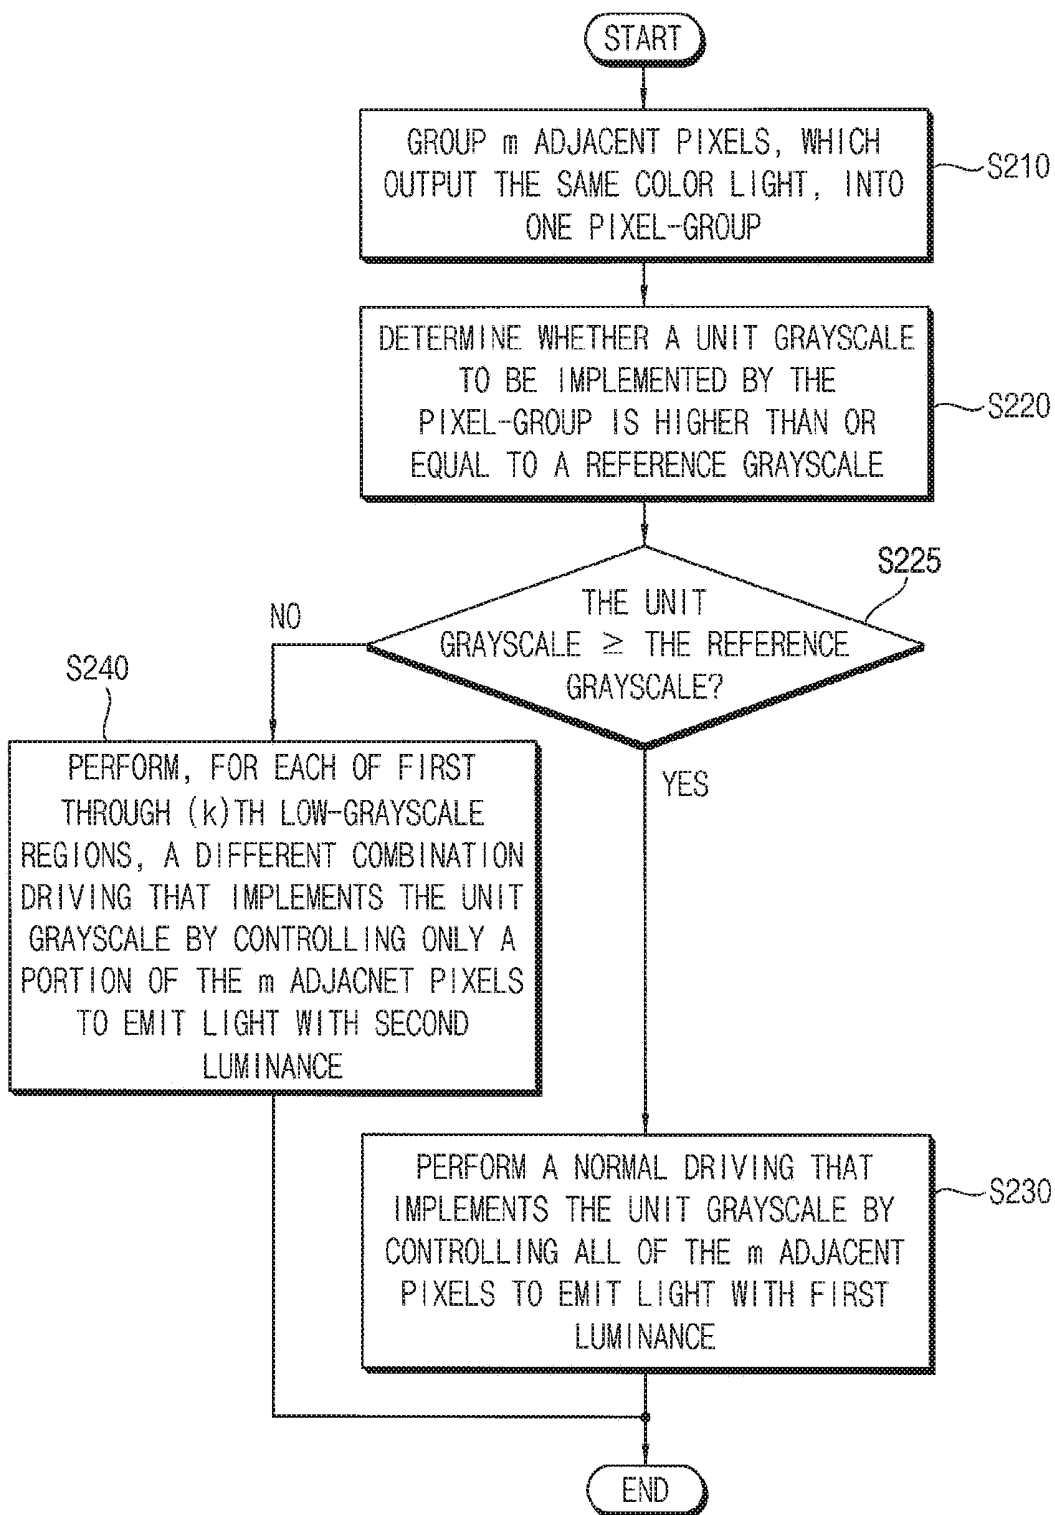 START
GROUP m ADJACENT PIXELS, WHICH
OUTPUT THE SAME COLOR LIGHT, INTO
ONE PIXEL-GROUP
S210
DETERMINE WHETHER A UNIT GRAYSCALE
TO BE IMPLEMENTED BY THE
PIXEL-GROUP IS HIGHER THAN OR
EQUAL TO A REFERENCE GRAYSCALE
S220
S225
THE UNIT
GRAYSCALE ≥ THE REFERENCE
GRAYSCALE?
NO
YES
S240
PERFORM, FOR EACH OF FIRST
THROUGH (k)TH LOW-GRAYSCALE
REGIONS, A DIFFERENT COMBINATION
DRIVING THAT IMPLEMENTS THE UNIT
GRAYSCALE BY CONTROLLING ONLY A
PORTION OF THE m ADJACNET PIXELS
TO EMIT LIGHT WITH SECOND
LUMINANCE
PERFORM A NORMAL DRIVING THAT
IMPLEMENTS THE UNIT GRAYSCALE BY
CONTROLLING ALL OF THE m ADJACENT
PIXELS TO EMIT LIGHT WITH FIRST
LUMINANCE
S230
END